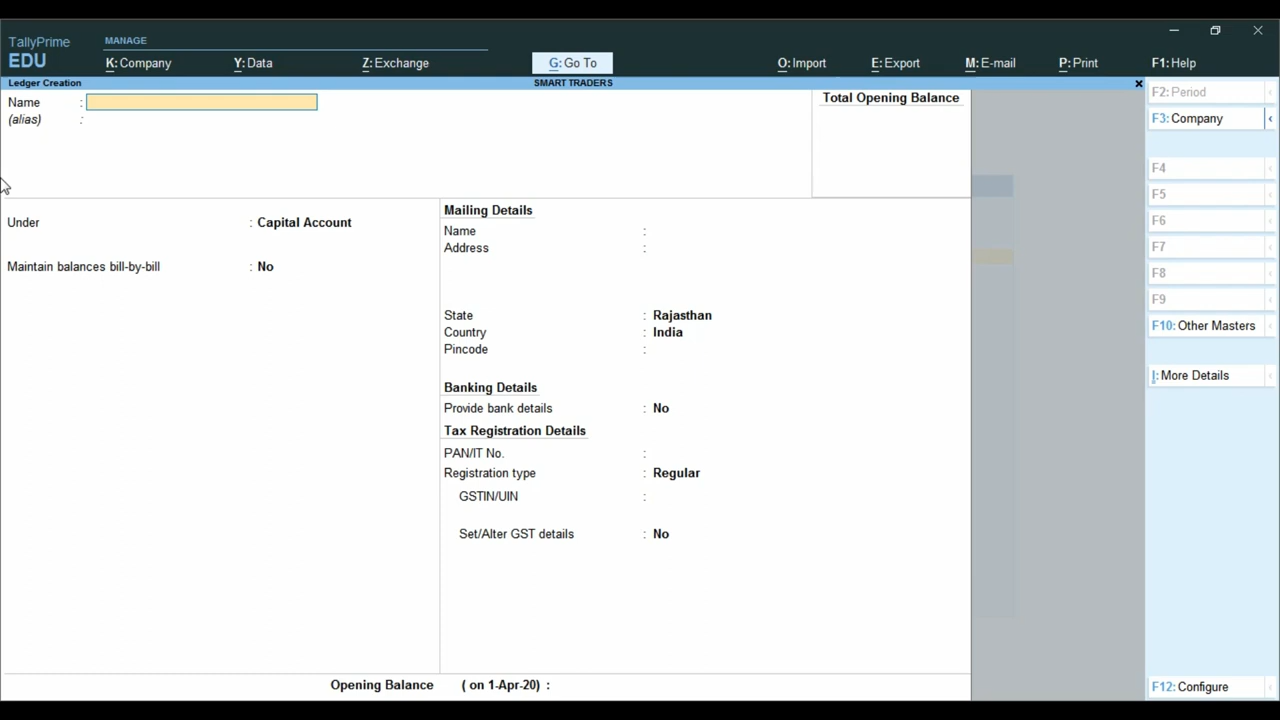 TallyPrime
EDU
MANAGE
K: Company
Y: Data
Z: Exchange
G: Go To
O: Import
E: Export
M: E-mail
P: Print
F1: Help
Ledger Creation
SMART TRADERS
Name :
(alias) :
Total Opening Balance
Under : Capital Account
Maintain balances bill-by-bill : No
Mailing Details
Name :
Address :
State : Rajasthan
Country : India
Pincode :
Banking Details
Provide bank details : No
Tax Registration Details
PAN/IT No. :
Registration type : Regular
GSTIN/UIN :
Set/Alter GST details : No
Opening Balance ( on 1-Apr-20) :
F2: Period
F3: Company
F4
F5
F6
F7
F8
F9
F10: Other Masters
I: More Details
F12: Configure